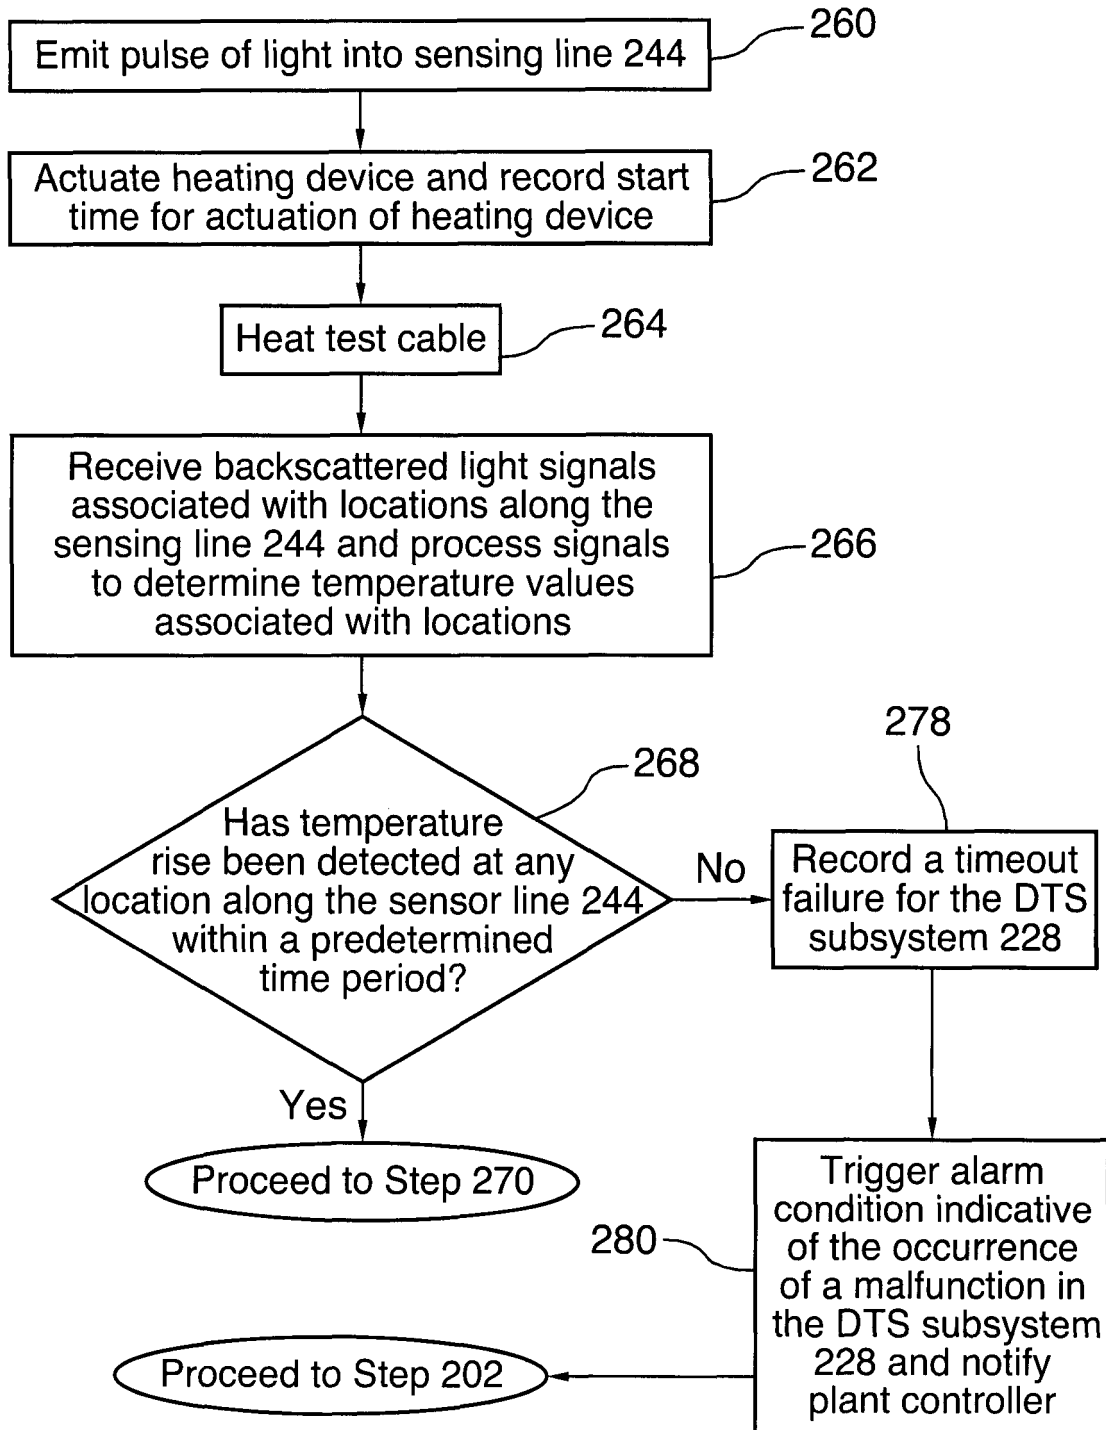 260
Emit pulse of light into sensing line 244
262
Actuate heating device and record start
time for actuation of heating device
264
Heat test cable
Receive backscattered light signals
associated with locations along the
sensing line 244 and process signals
to determine temperature values
associated with locations
266
268
Has temperature
rise been detected at any
location along the sensor line 244
within a predetermined
time period?
No
278
Record a timeout
failure for the DTS
subsystem 228
Yes
Proceed to Step 270
280
Trigger alarm
condition indicative
of the occurrence
of a malfunction in
the DTS subsystem
228 and notify
plant controller
Proceed to Step 202